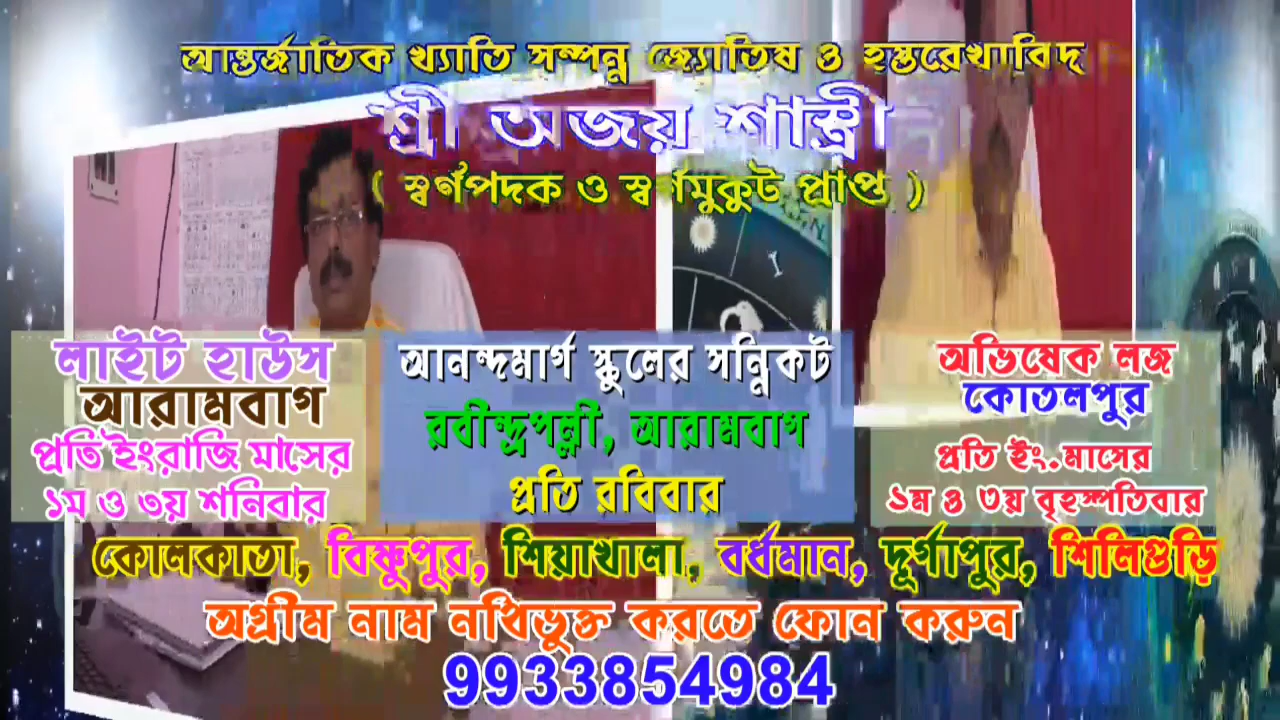 আন্তর্জাতিক খ্যাতি সম্পন্ন জ্যোতিষ ও হস্তরেখাবিদ
শ্রী অজয় শাস্ত্রী
( স্বর্ণপদক ও স্বর্ণমুকুট প্রাপ্ত )
লাইট হাউস
আরামবাগ
প্রতি ইংরাজি মাসের
১ম ও ৩য় শনিবার
আনন্দমার্গ স্কুলের সন্নিকট
রবীন্দ্রপল্লী, আরামবাগ
প্রতি রবিবার
অভিষেক লজ
কোতলপুর
প্রতি ইং.মাসের
১ম ও ৩য় বৃহস্পতিবার
কোলকাতা, বিষ্ণুপুর, শিয়াখালা, বর্ধমান, দূর্গাপুর, শিলিগুড়ি
অগ্রীম নাম নথিভুক্ত করতে ফোন করুন
9933854984